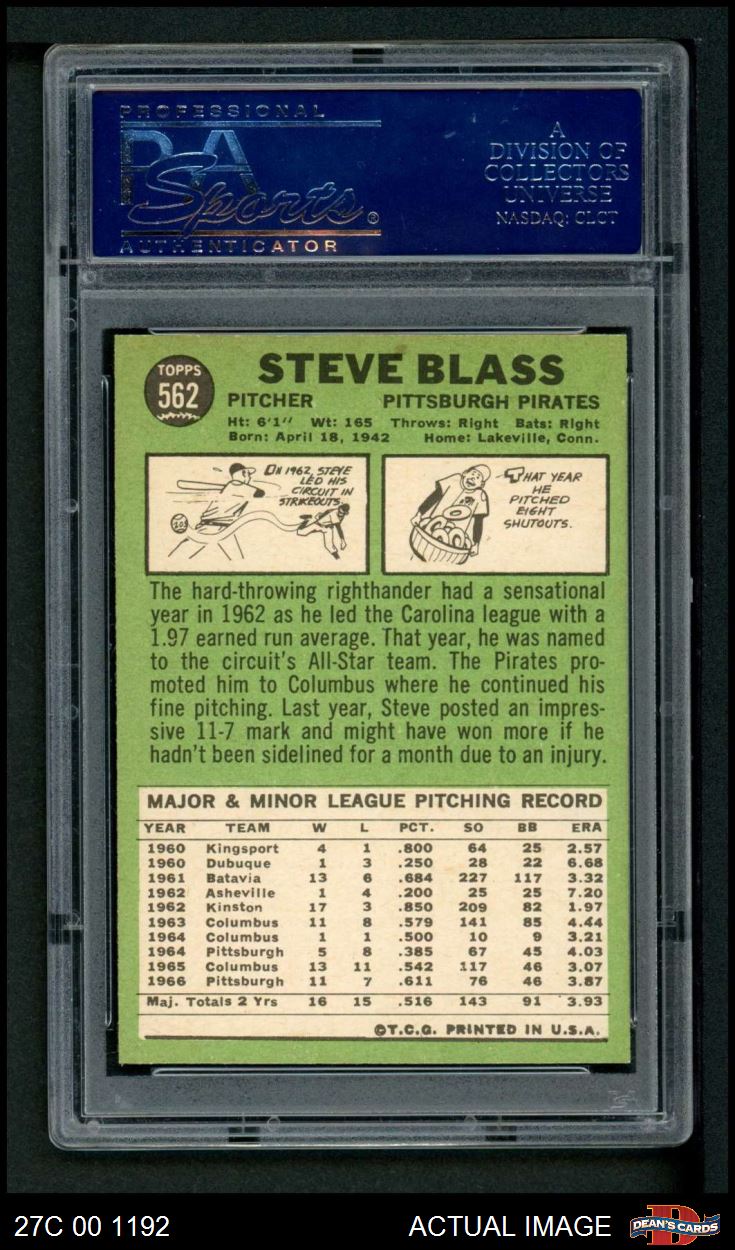 PROFESSIONAL
PSA
Sports®
AUTHENTICATOR
A
DIVISION OF
COLLECTORS
UNIVERSE
NASDAQ: CLCT
TOPPS
562
STEVE BLASS
PITCHER PITTSBURGH PIRATES
Ht: 6'1" Wt: 165 Throws: Right Bats: Right
Born: April 18, 1942 Home: Lakeville, Conn.
IN 1962, STEVE
LED HIS
CIRCUIT IN
STRIKEOUTS.
209
THAT YEAR
HE
PITCHED
EIGHT
SHUTOUTS.
The hard-throwing righthander had a sensational
year in 1962 as he led the Carolina league with a
1.97 earned run average. That year, he was named
to the circuit's All-Star team. The Pirates pro-
moted him to Columbus where he continued his
fine pitching. Last year, Steve posted an impres-
sive 11-7 mark and might have won more if he
hadn't been sidelined for a month due to an injury.
MAJOR & MINOR LEAGUE PITCHING RECORD
YEAR TEAM W L PCT. SO BB ERA
1960 Kingsport 4 1 .800 64 25 2.57
1960 Dubuque 1 3 .250 28 22 6.68
1961 Batavia 13 6 .684 227 117 3.32
1962 Asheville 1 4 .200 25 25 7.20
1962 Kinston 17 3 .850 209 82 1.97
1963 Columbus 11 8 .579 141 85 4.44
1964 Columbus 1 1 .500 10 9 3.21
1964 Pittsburgh 5 8 .385 67 45 4.03
1965 Columbus 13 11 .542 117 46 3.07
1966 Pittsburgh 11 7 .611 76 46 3.87
Maj. Totals 2 Yrs 16 15 .516 143 91 3.93
©T.C.G. PRINTED IN U.S.A.
27C 00 1192 ACTUAL IMAGE DEAN'S CARDS